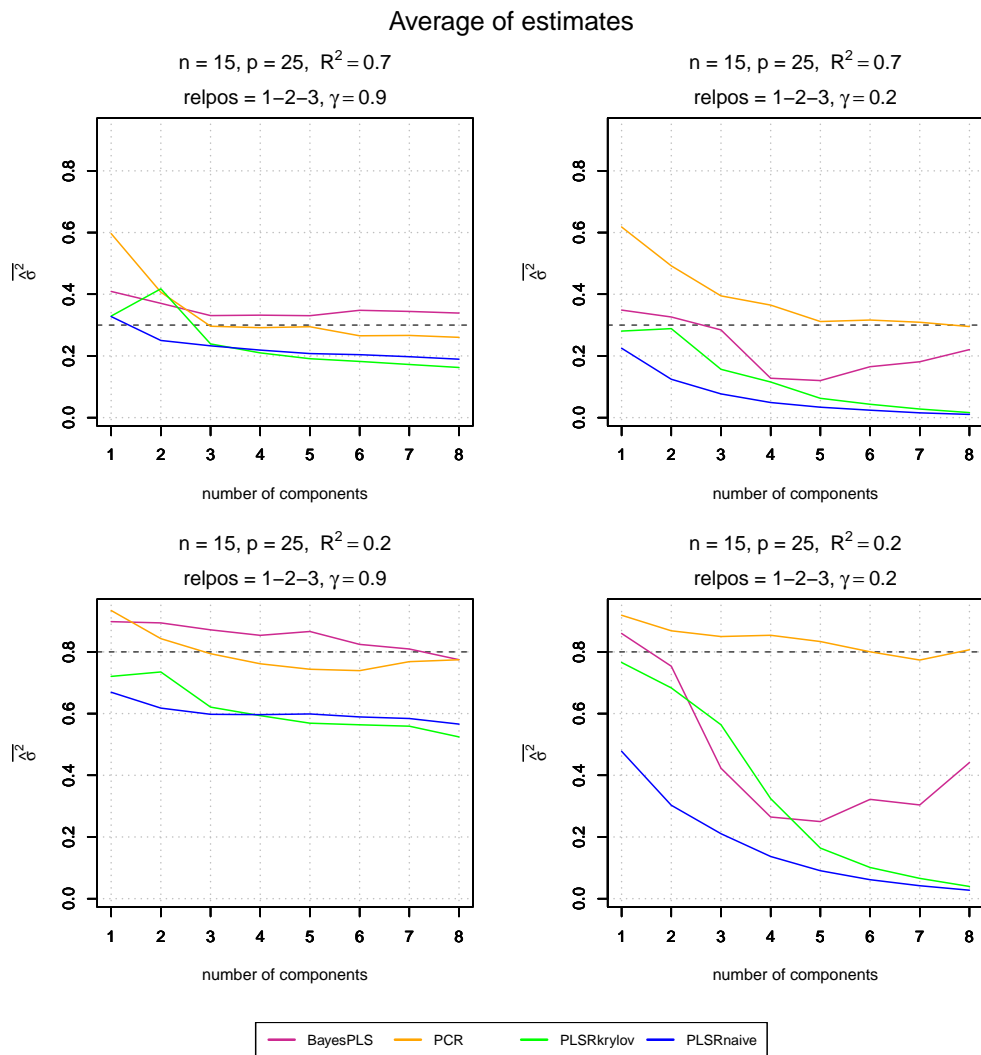 Average of estimates
n = 15, p = 25, R² = 0.7
relpos = 1−2−3, γ = 0.9
0.0 0.2 0.4 0.6 0.8
σ̂²
1 2 3 4 5 6 7 8
number of components
n = 15, p = 25, R² = 0.7
relpos = 1−2−3, γ = 0.2
0.0 0.2 0.4 0.6 0.8
σ̂²
1 2 3 4 5 6 7 8
number of components
n = 15, p = 25, R² = 0.2
relpos = 1−2−3, γ = 0.9
0.0 0.2 0.4 0.6 0.8
σ̂²
1 2 3 4 5 6 7 8
number of components
n = 15, p = 25, R² = 0.2
relpos = 1−2−3, γ = 0.2
0.0 0.2 0.4 0.6 0.8
σ̂²
1 2 3 4 5 6 7 8
number of components
BayesPLS PCR PLSRkrylov PLSRnaive